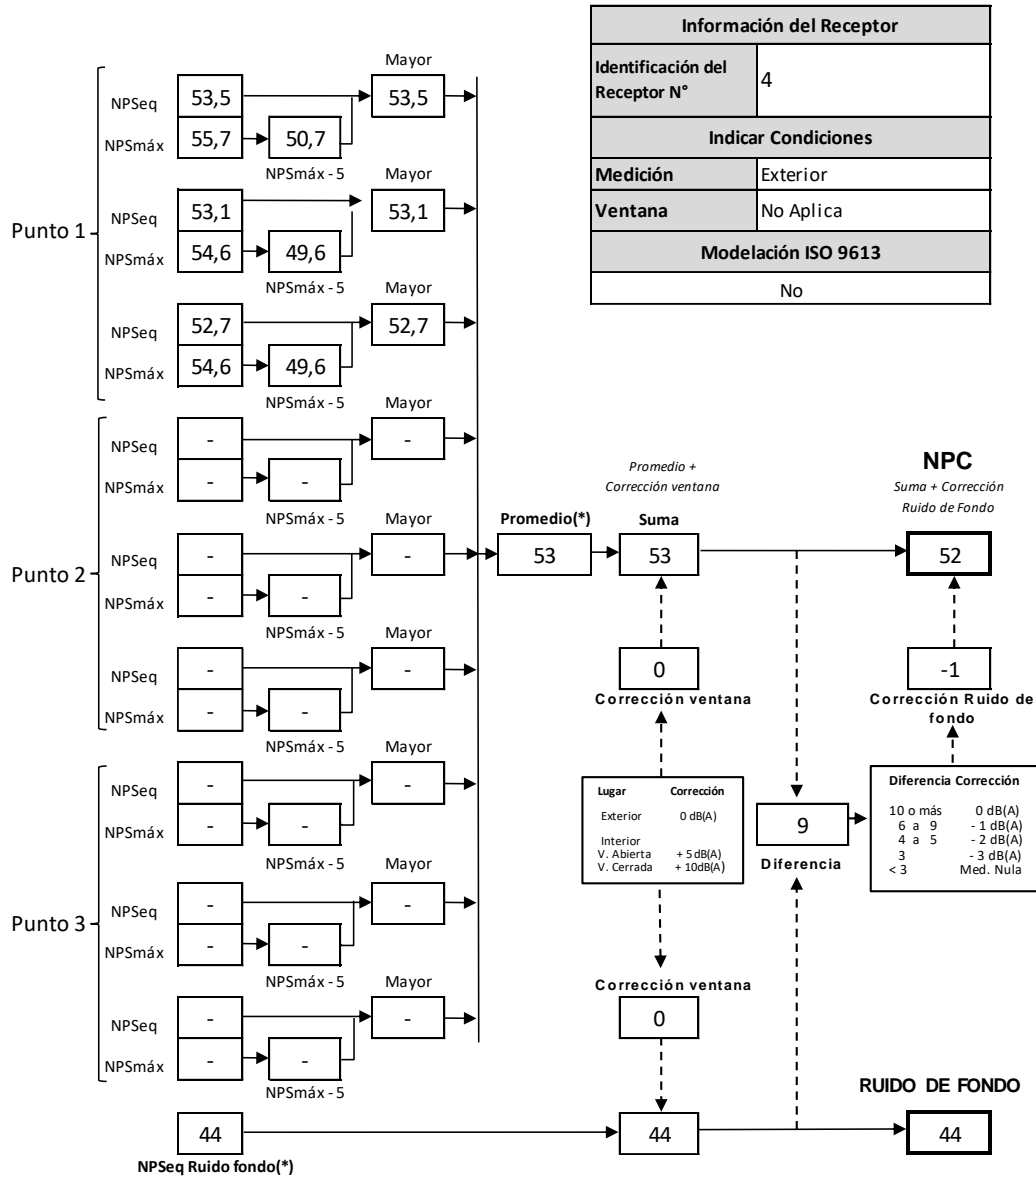 Información del Receptor
Identificación del Receptor N° 4
Indicar Condiciones
Medición Exterior
Ventana No Aplica
Modelación ISO 9613
No
Punto 1
Mayor
NPSeq 53,5 53,5
NPSmáx 55,7 50,7
NPSmáx - 5
Mayor
NPSeq 53,1 53,1
NPSmáx 54,6 49,6
NPSmáx - 5
Mayor
NPSeq 52,7 52,7
NPSmáx 54,6 49,6
NPSmáx - 5
Punto 2
Mayor
NPSeq - -
NPSmáx - -
NPSmáx - 5
Mayor
NPSeq - -
NPSmáx - -
NPSmáx - 5
Mayor
NPSeq - -
NPSmáx - -
NPSmáx - 5
Punto 3
Mayor
NPSeq - -
NPSmáx - -
NPSmáx - 5
Mayor
NPSeq - -
NPSmáx - -
NPSmáx - 5
Mayor
NPSeq - -
NPSmáx - -
NPSmáx - 5
Promedio(*)
53
Promedio +
Corrección ventana
Suma
53
NPC
Suma + Corrección
Ruido de Fondo
52
0
Corrección ventana
-1
Corrección Ruido de
fondo
Lugar Corrección
Exterior 0 dB(A)
Interior
V. Abierta + 5 dB(A)
V. Cerrada + 10dB(A)
9
Diferencia
Diferencia Corrección
10 o más 0 dB(A)
6 a 9 - 1 dB(A)
4 a 5 - 2 dB(A)
3 - 3 dB(A)
< 3 Med. Nula
Corrección ventana
0
RUIDO DE FONDO
44 44 44
NPSeq Ruido fondo(*)